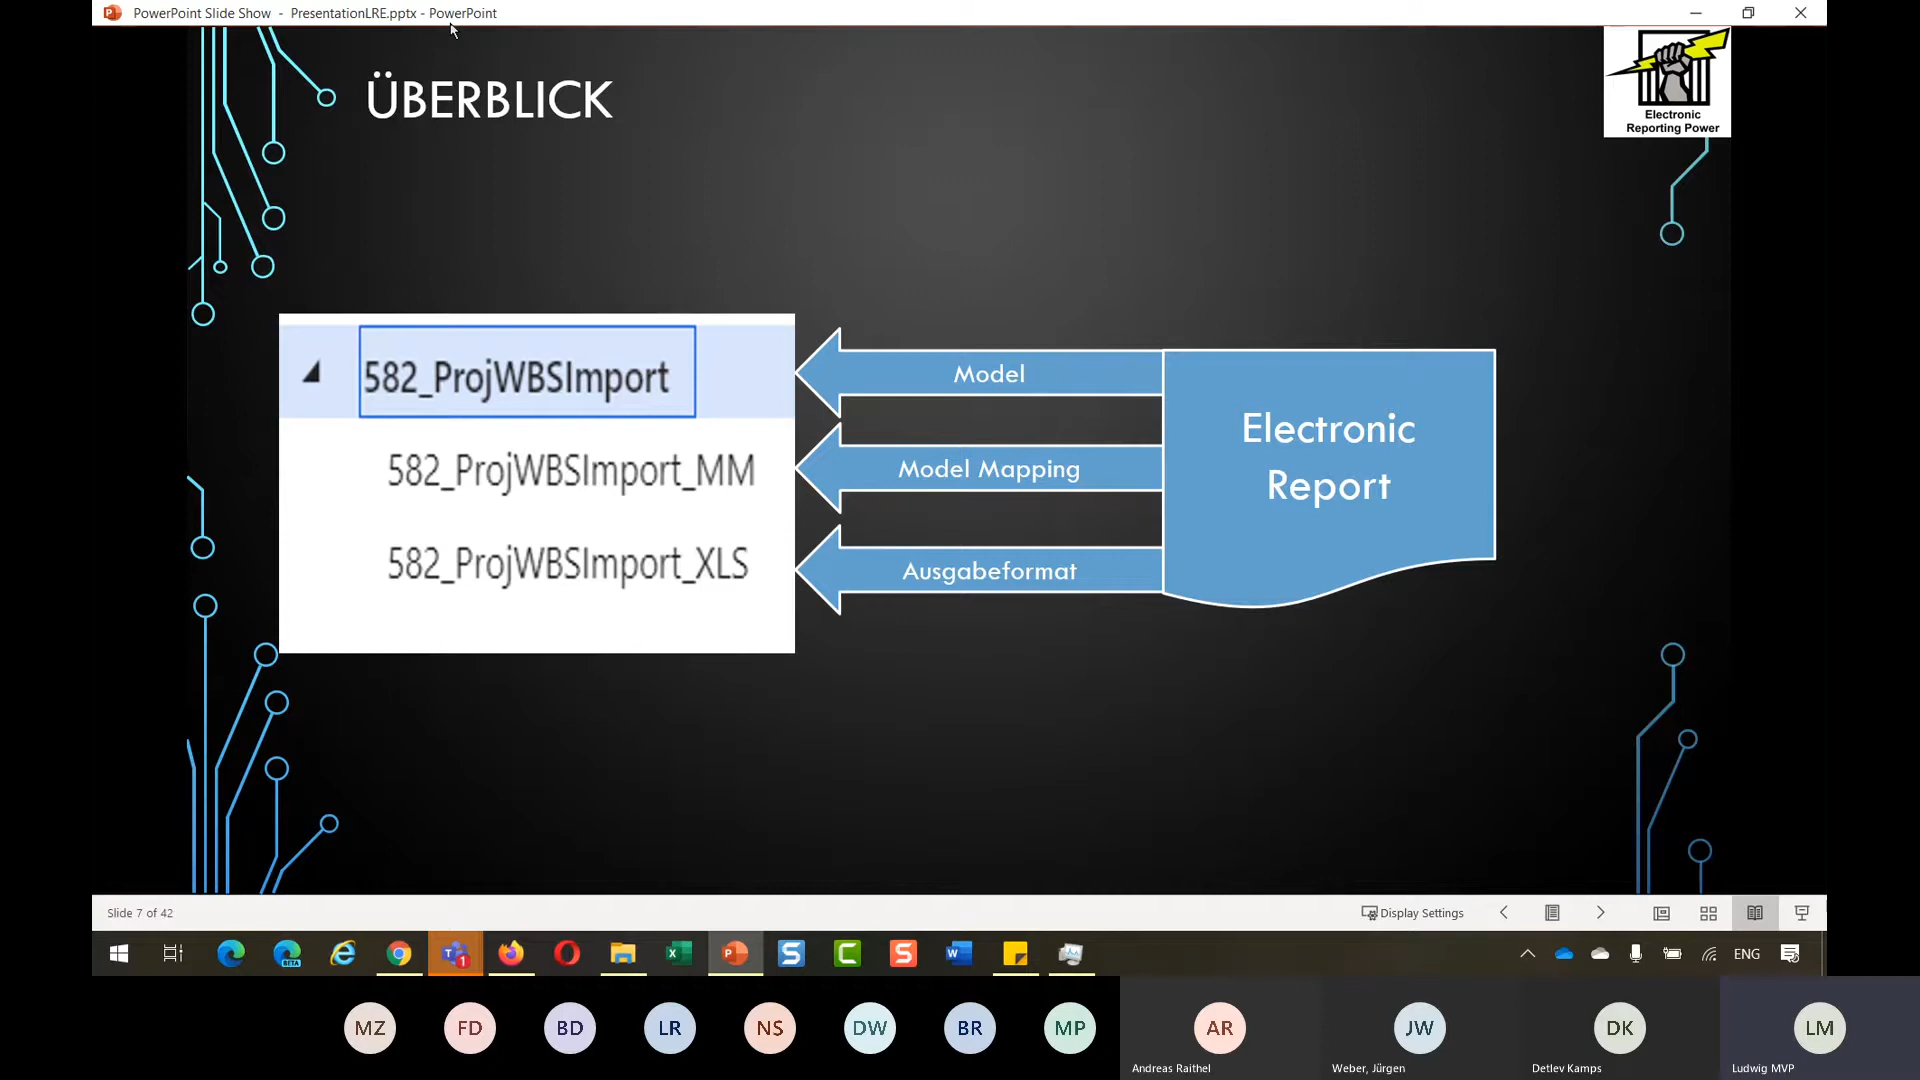 PowerPoint Slide Show - PresentationLRE.pptx - PowerPoint
ÜBERBLICK
Electronic
Reporting Power
582_ProjWBSImport
582_ProjWBSImport_MM
582_ProjWBSImport_XLS
Model
Model Mapping
Ausgabeformat
Electronic
Report
Slide 7 of 42
Display Settings
BETA
1
ENG
MZ
FD
BD
LR
NS
DW
BR
MP
AR
JW
DK
LM
Andreas Raithel
Weber, Jürgen
Detlev Kamps
Ludwig MVP